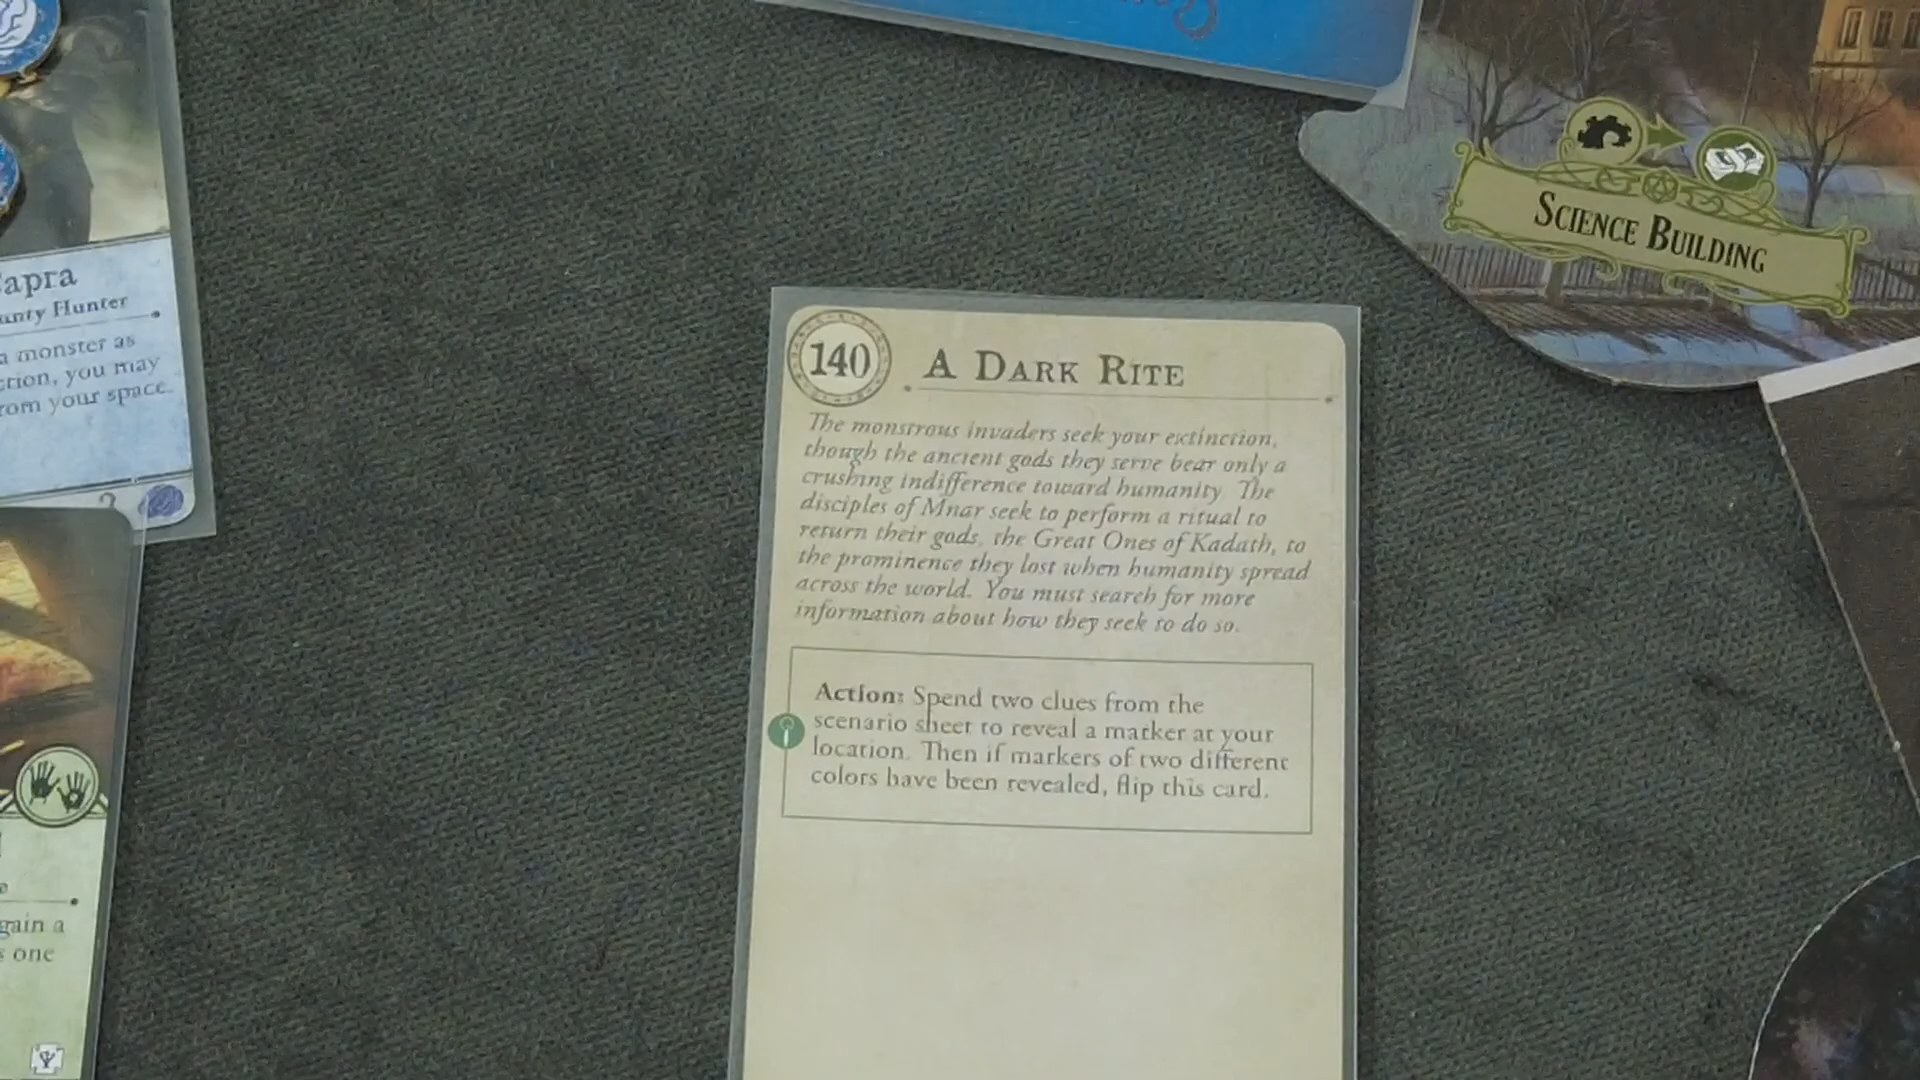 Capra
unty Hunter
a monster as
ction, you may
rom your space.
2
gain a
s one
SCIENCE BUILDING
140
A DARK RITE
The monstrous invaders seek your extinction,
though the ancient gods they serve bear only a
crushing indifference toward humanity. The
disciples of Mnar seek to perform a ritual to
return their gods, the Great Ones of Kadath, to
the prominence they lost when humanity spread
across the world. You must search for more
information about how they seek to do so.
Action: Spend two clues from the
scenario sheet to reveal a marker at your
location. Then if markers of two different
colors have been revealed, flip this card.